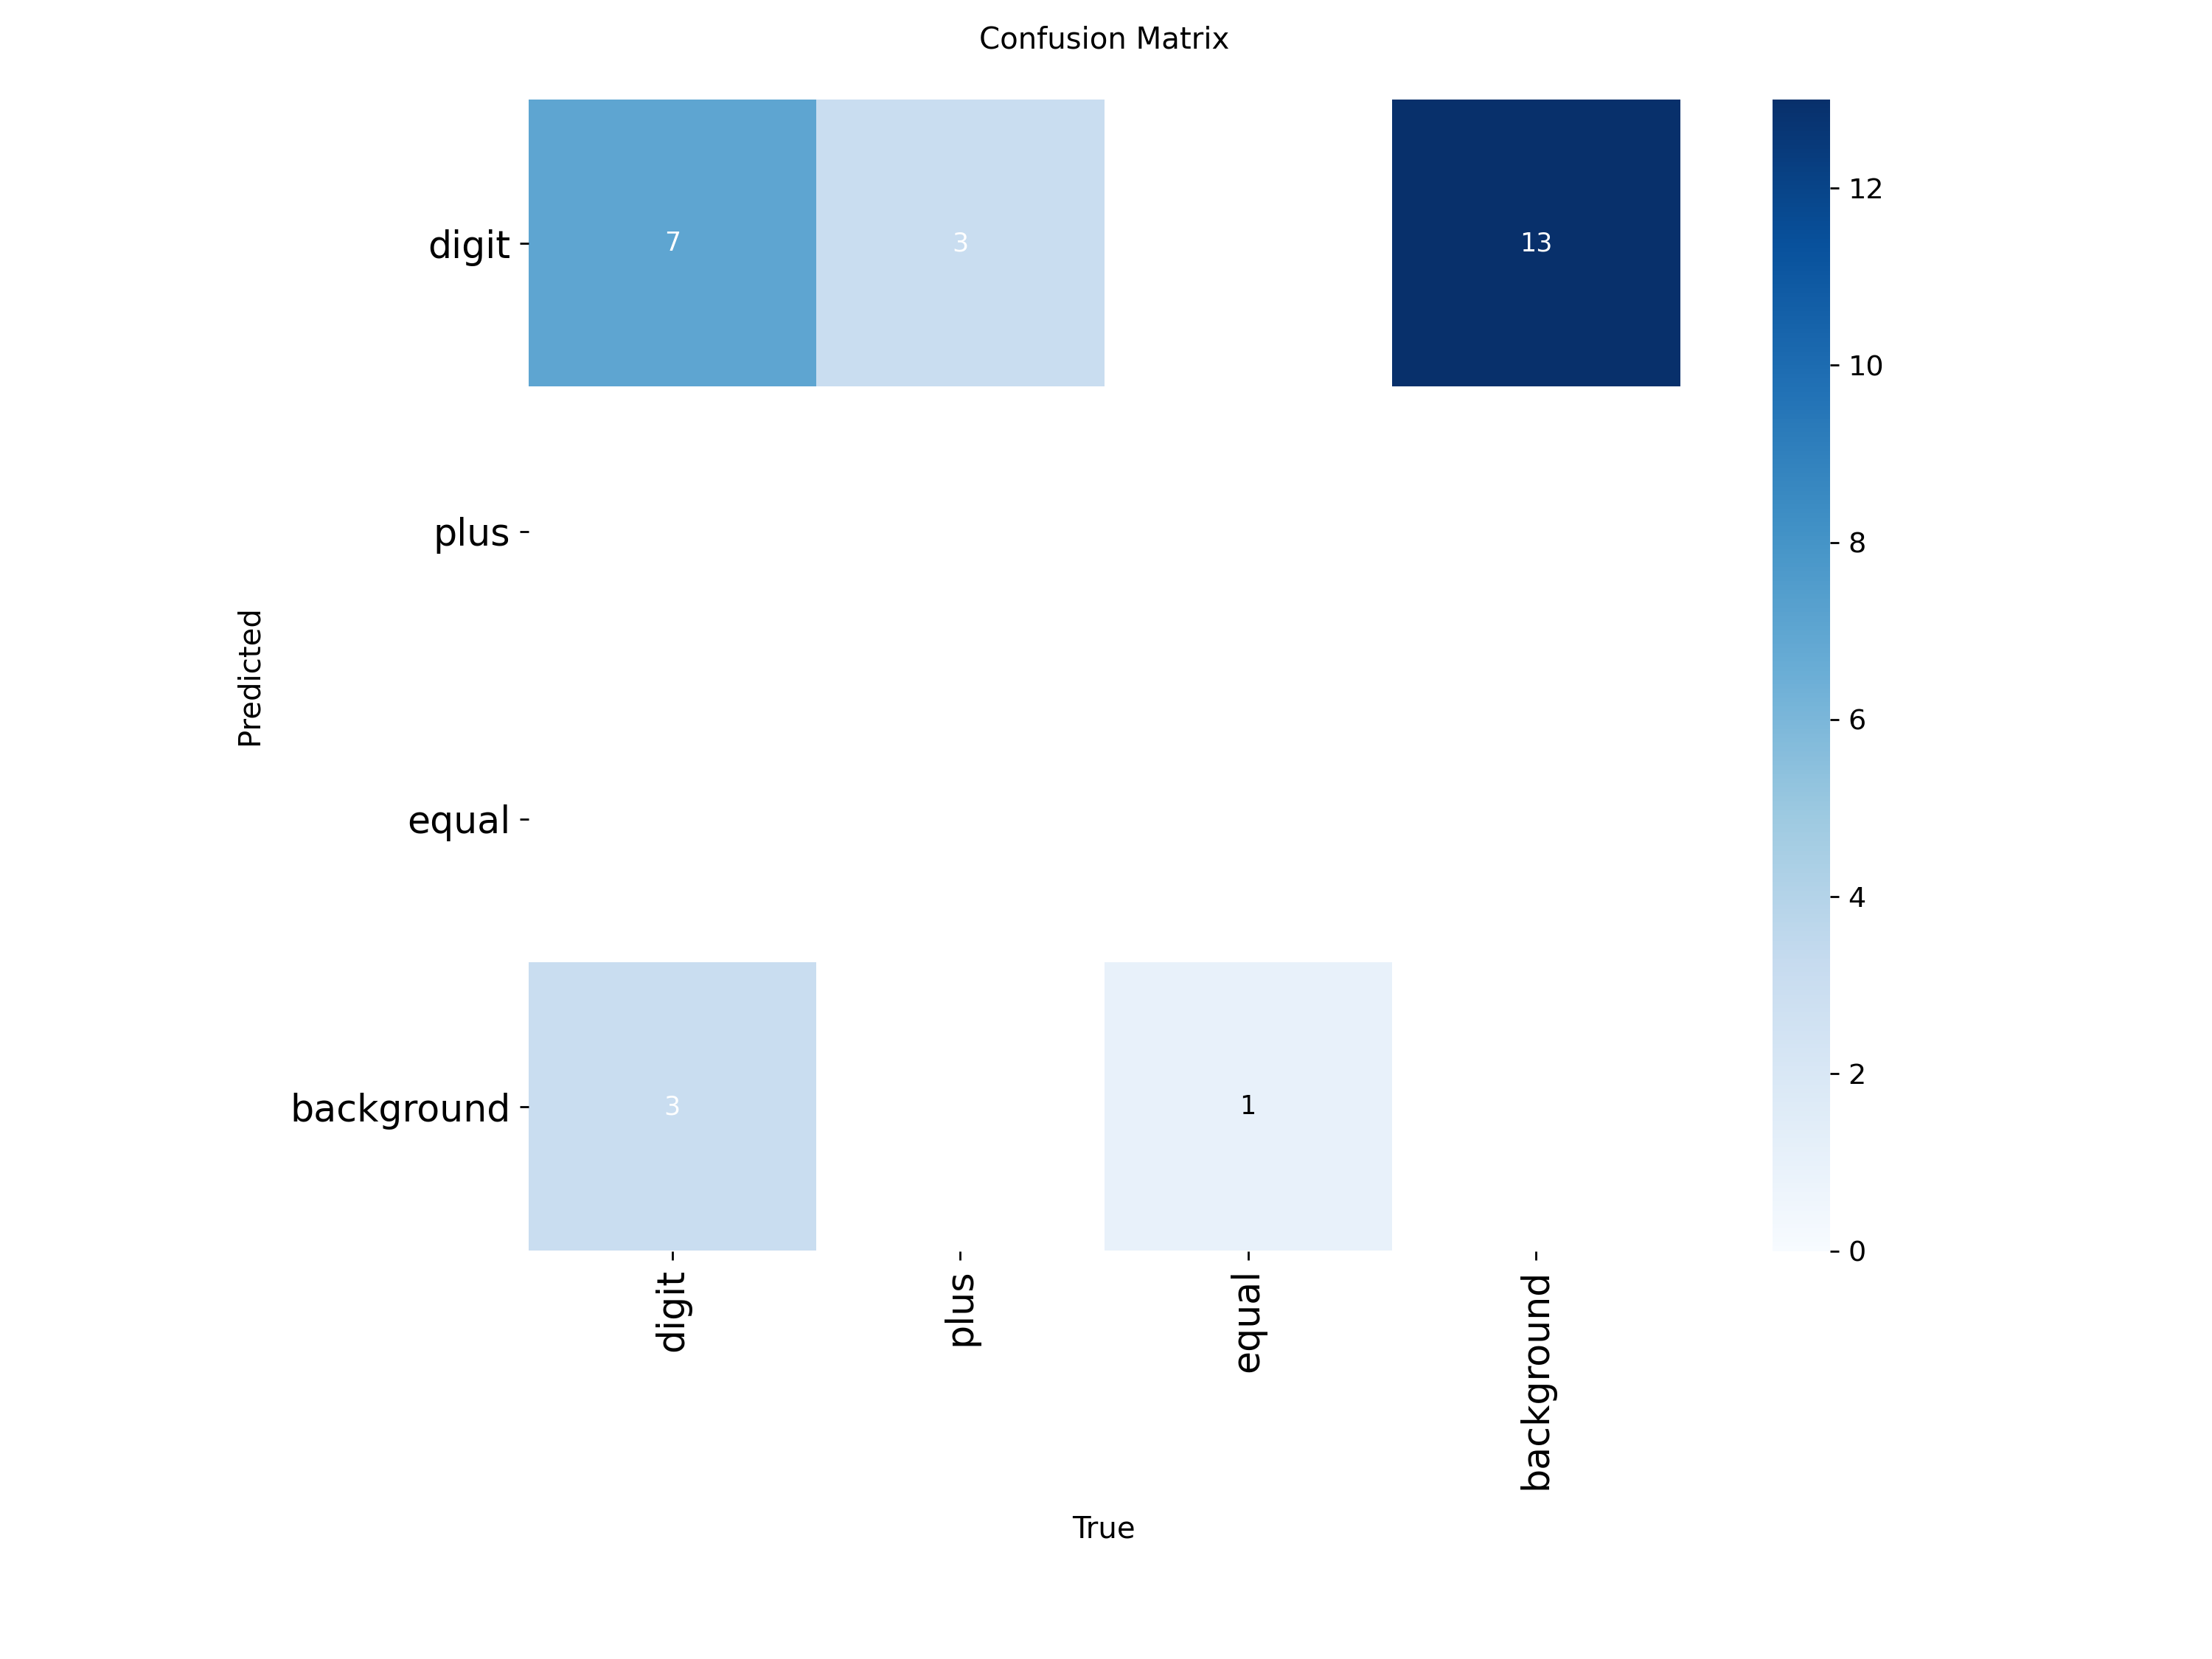 Confusion Matrix
digit
7
3
13
12
10
8
6
4
2
0
plus
equal
background
3
1
Predicted
digit
plus
equal
background
True